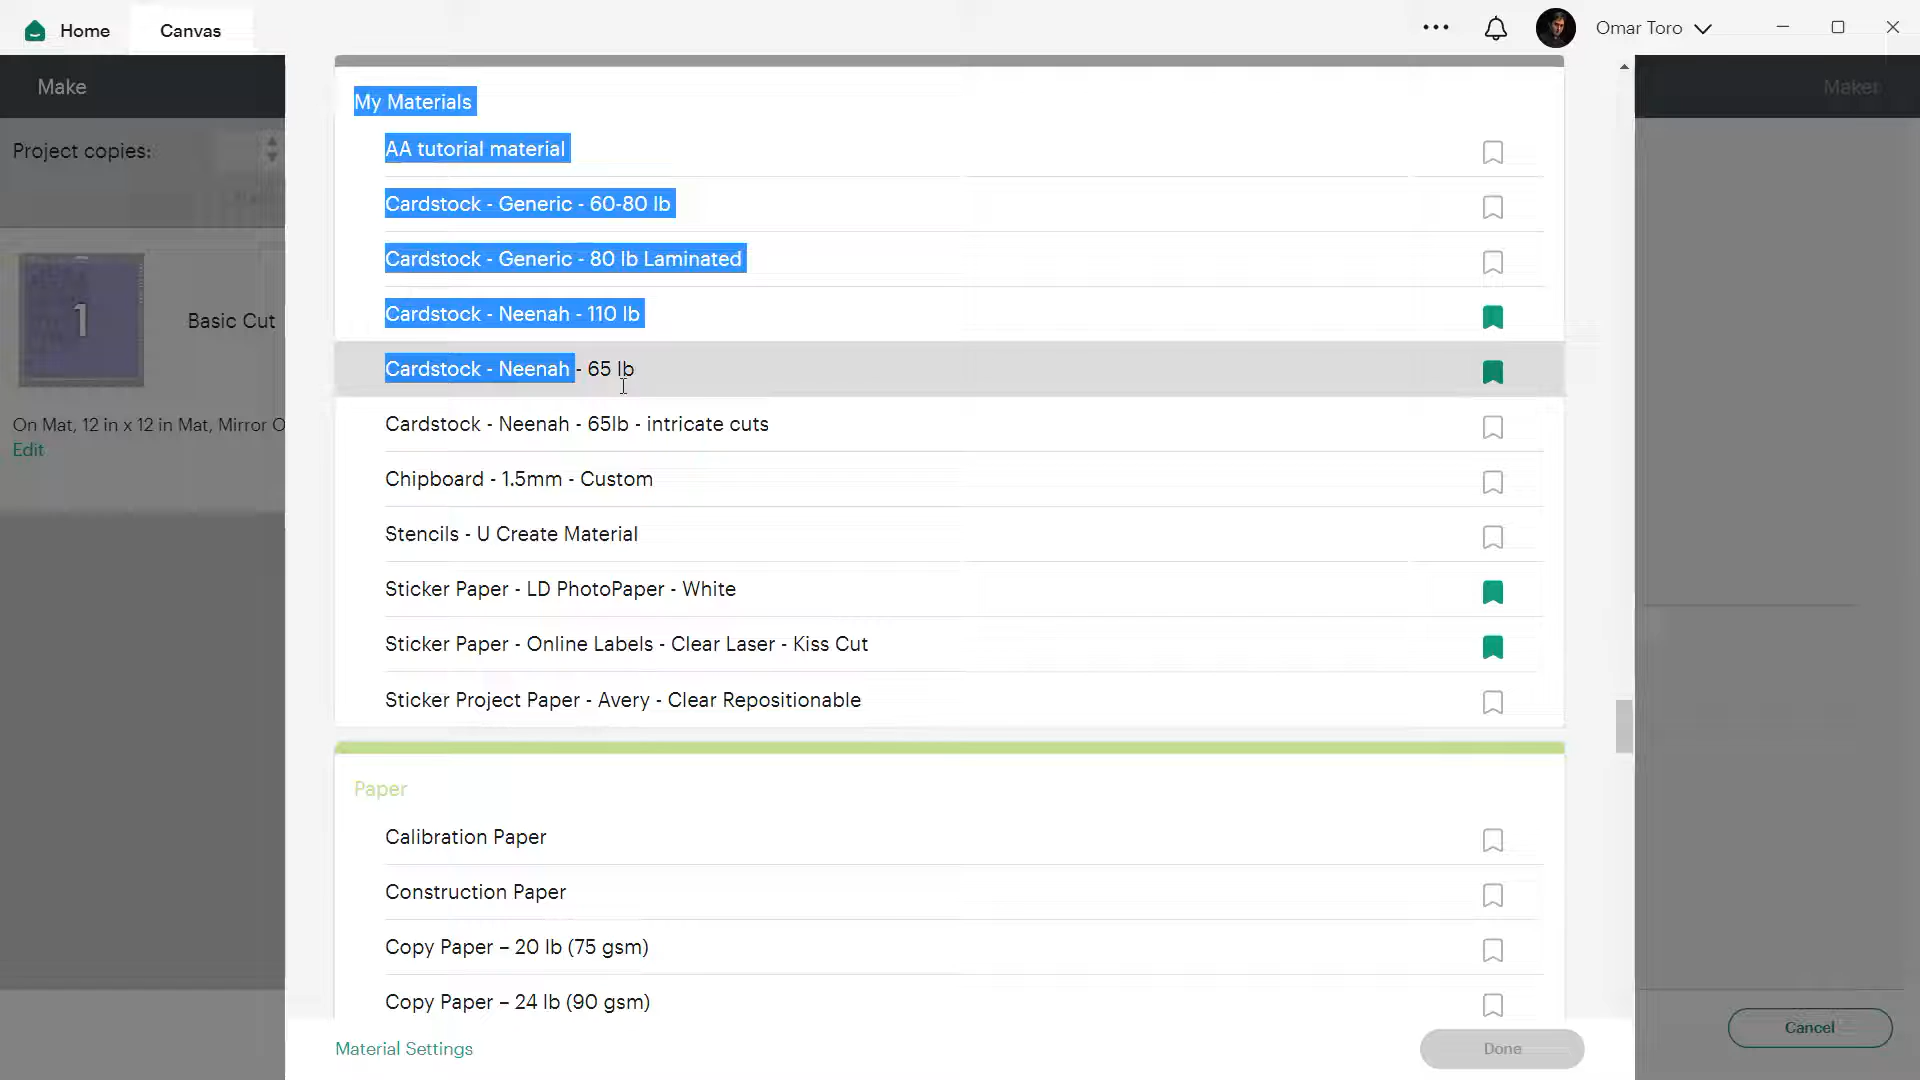 Home
Canvas
Omar Toro
Make
Maker
Project copies:
1
Basic Cut
On Mat, 12 in x 12 in Mat, Mirror O
Edit
My Materials
AA tutorial material
Cardstock - Generic - 60-80 lb
Cardstock - Generic - 80 lb Laminated
Cardstock - Neenah - 110 lb
Cardstock - Neenah - 65 lb
Cardstock - Neenah - 65lb - intricate cuts
Chipboard - 1.5mm - Custom
Stencils - U Create Material
Sticker Paper - LD PhotoPaper - White
Sticker Paper - Online Labels - Clear Laser - Kiss Cut
Sticker Project Paper - Avery - Clear Repositionable
Paper
Calibration Paper
Construction Paper
Copy Paper – 20 lb (75 gsm)
Copy Paper – 24 lb (90 gsm)
Material Settings
Done
Cancel